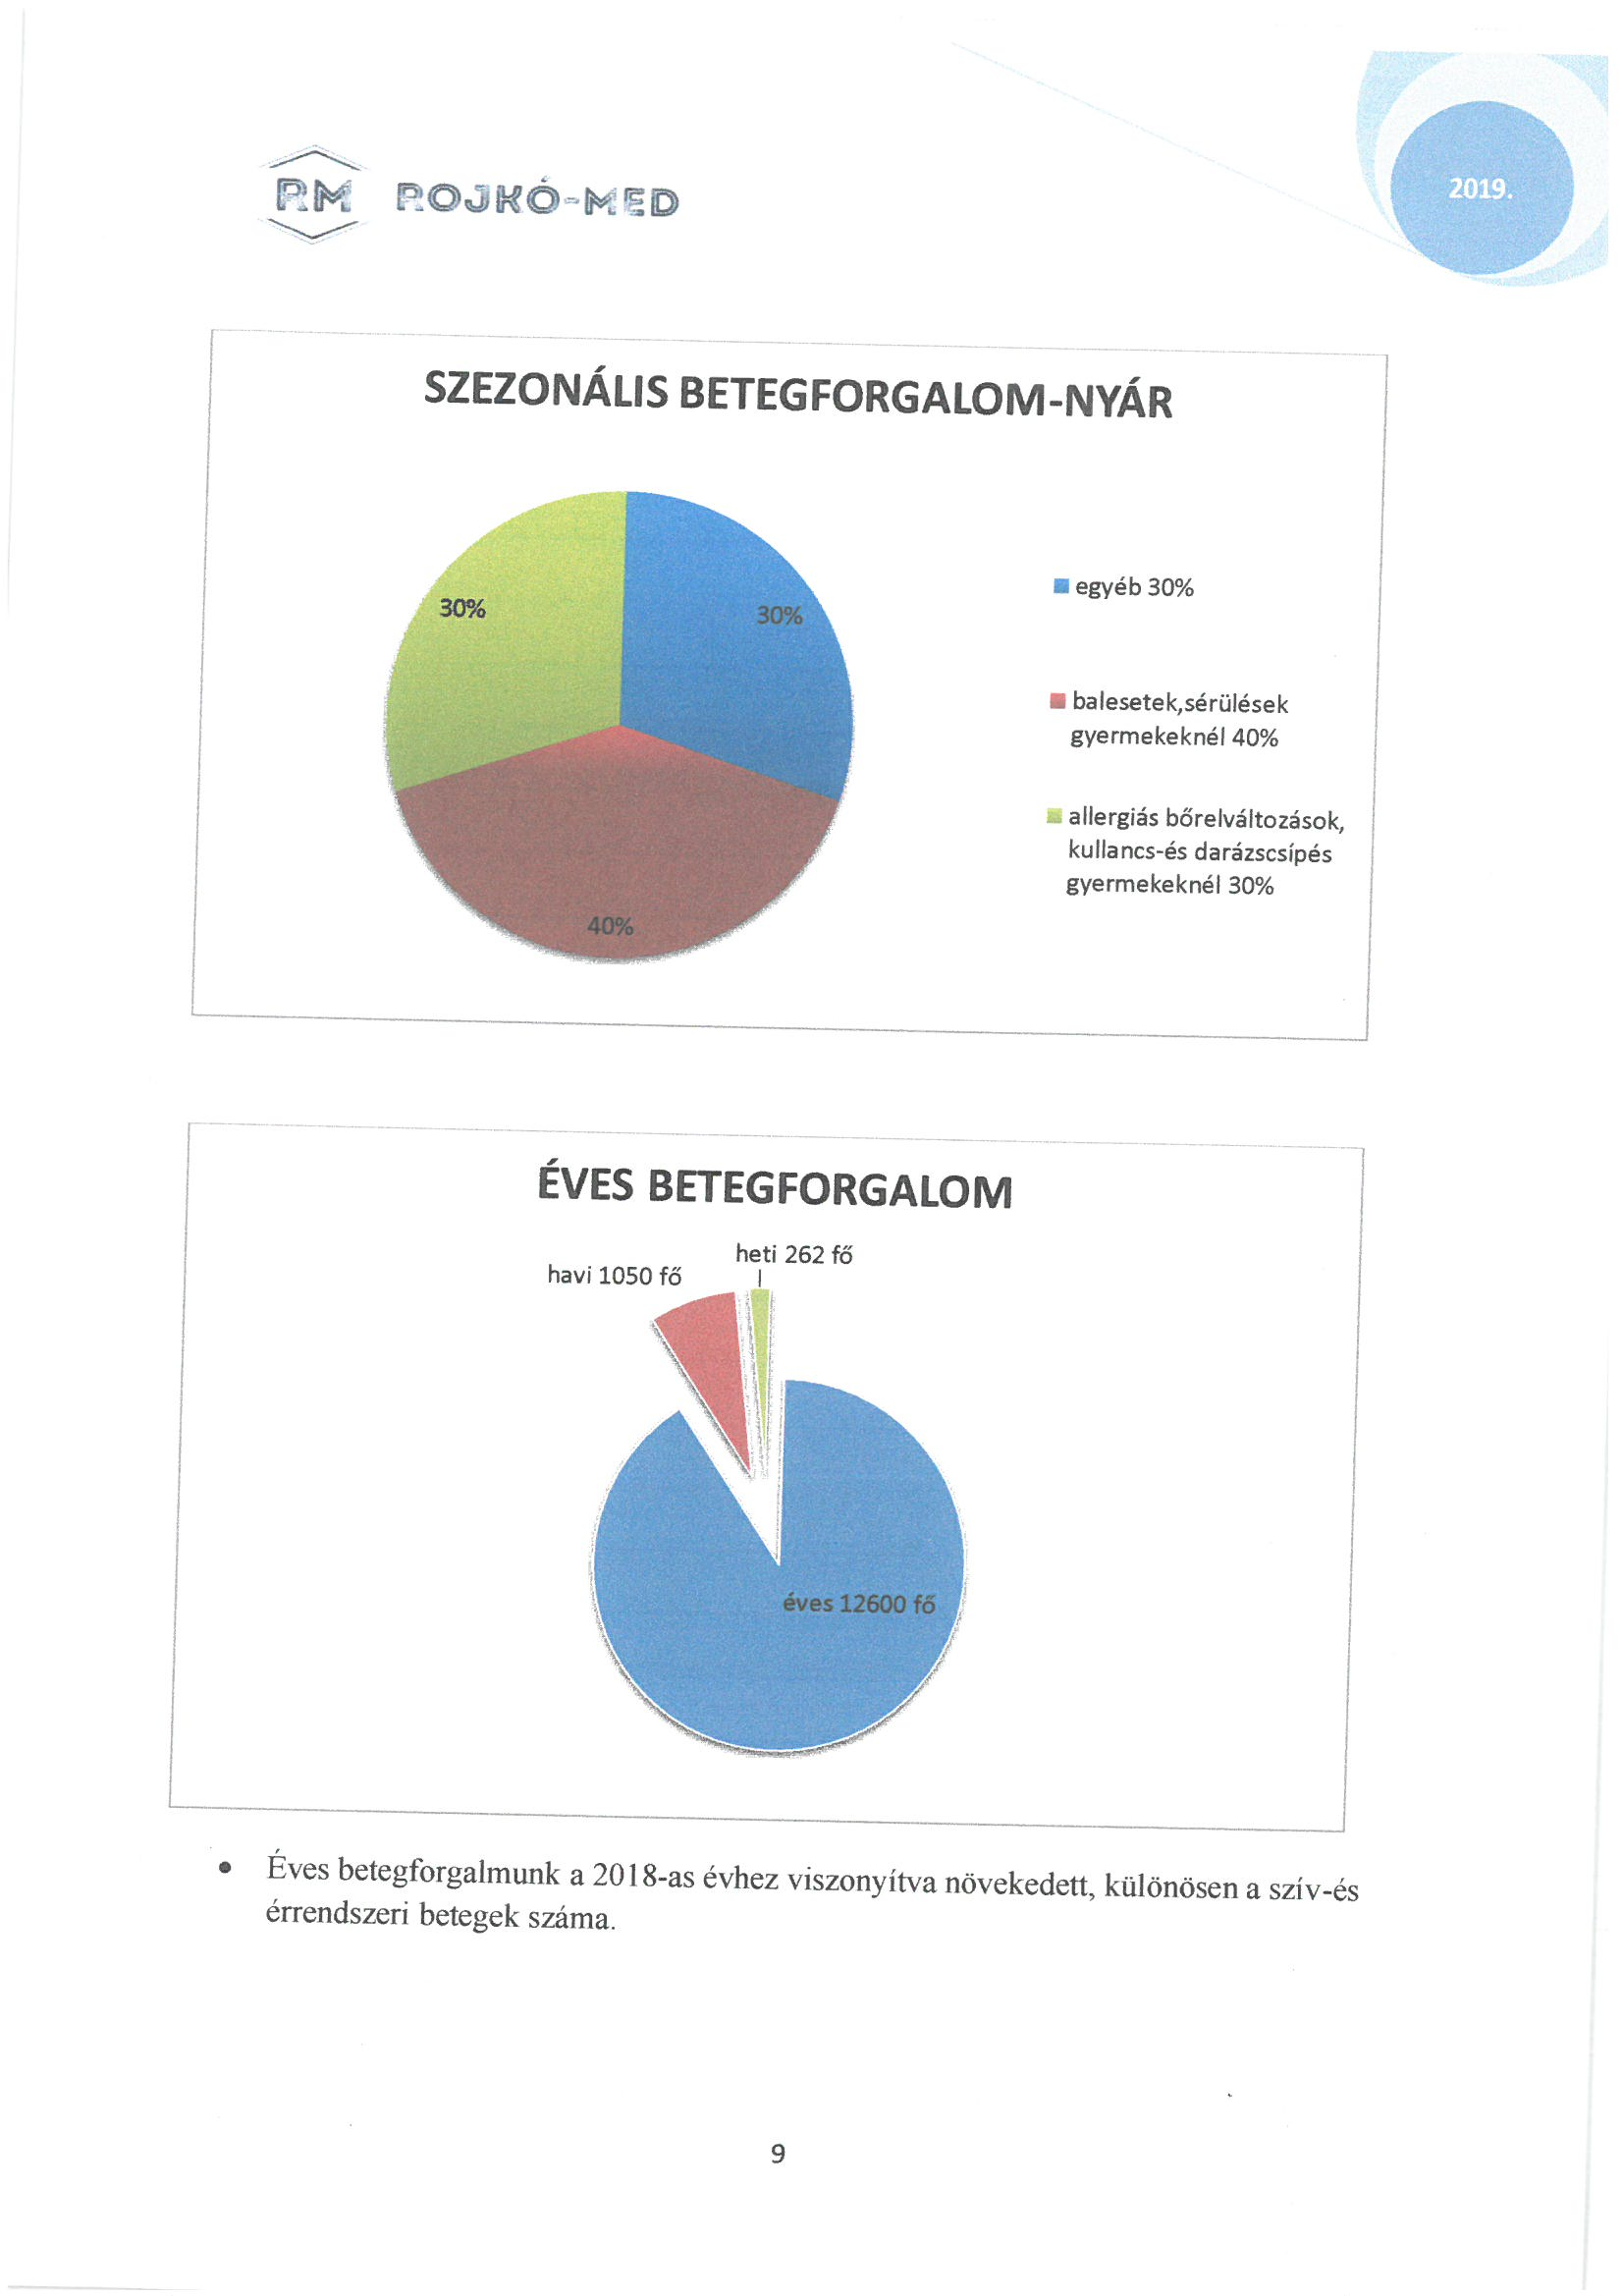 RM ROJKÓ-MED
2019.
SZEZONÁLIS BETEGFORGALOM-NYÁR
30%
30%
40%
egyéb 30%
balesetek,sérülések
gyermekeknél 40%
allergiás bőrelváltozások,
kullancs-és darázscsípés
gyermekeknél 30%
ÉVES BETEGFORGALOM
heti 262 fő
havi 1050 fő
éves 12600 fő
• Éves betegforgalmunk a 2018-as évhez viszonyítva növekedett, különösen a szív-és
érrendszeri betegek száma.
9